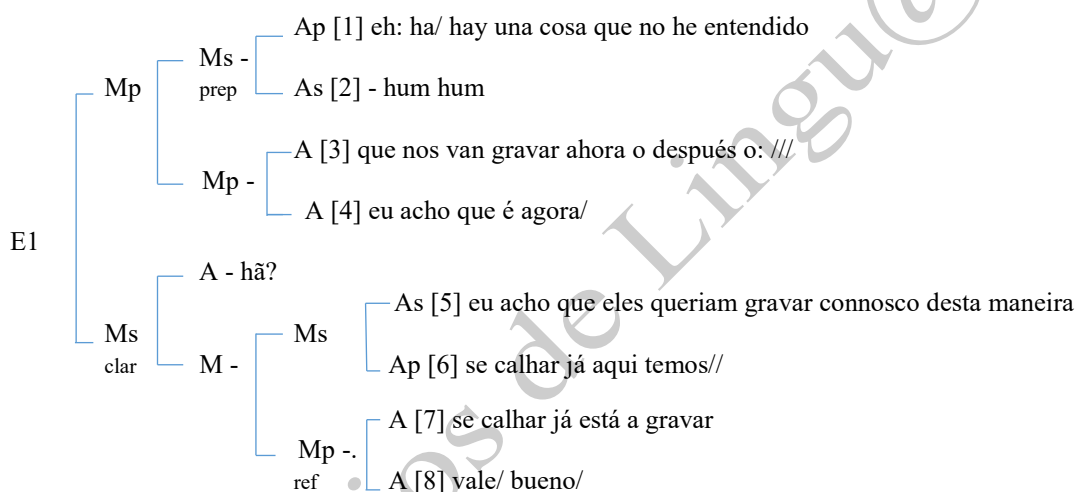 Ap [1] eh: ha/ hay una cosa que no he entendido
Ms -
prep
As [2] - hum hum
Mp
A [3] que nos van gravar ahora o después o: ///
Mp -
A [4] eu acho que é agora/
E1
A - hã?
As [5] eu acho que eles queriam gravar connosco desta maneira
Ms
clar
Ms
M -
Ap [6] se calhar já aqui temos//
A [7] se calhar já está a gravar
Mp -.
ref
A [8] vale/ bueno/
os de Lingu@